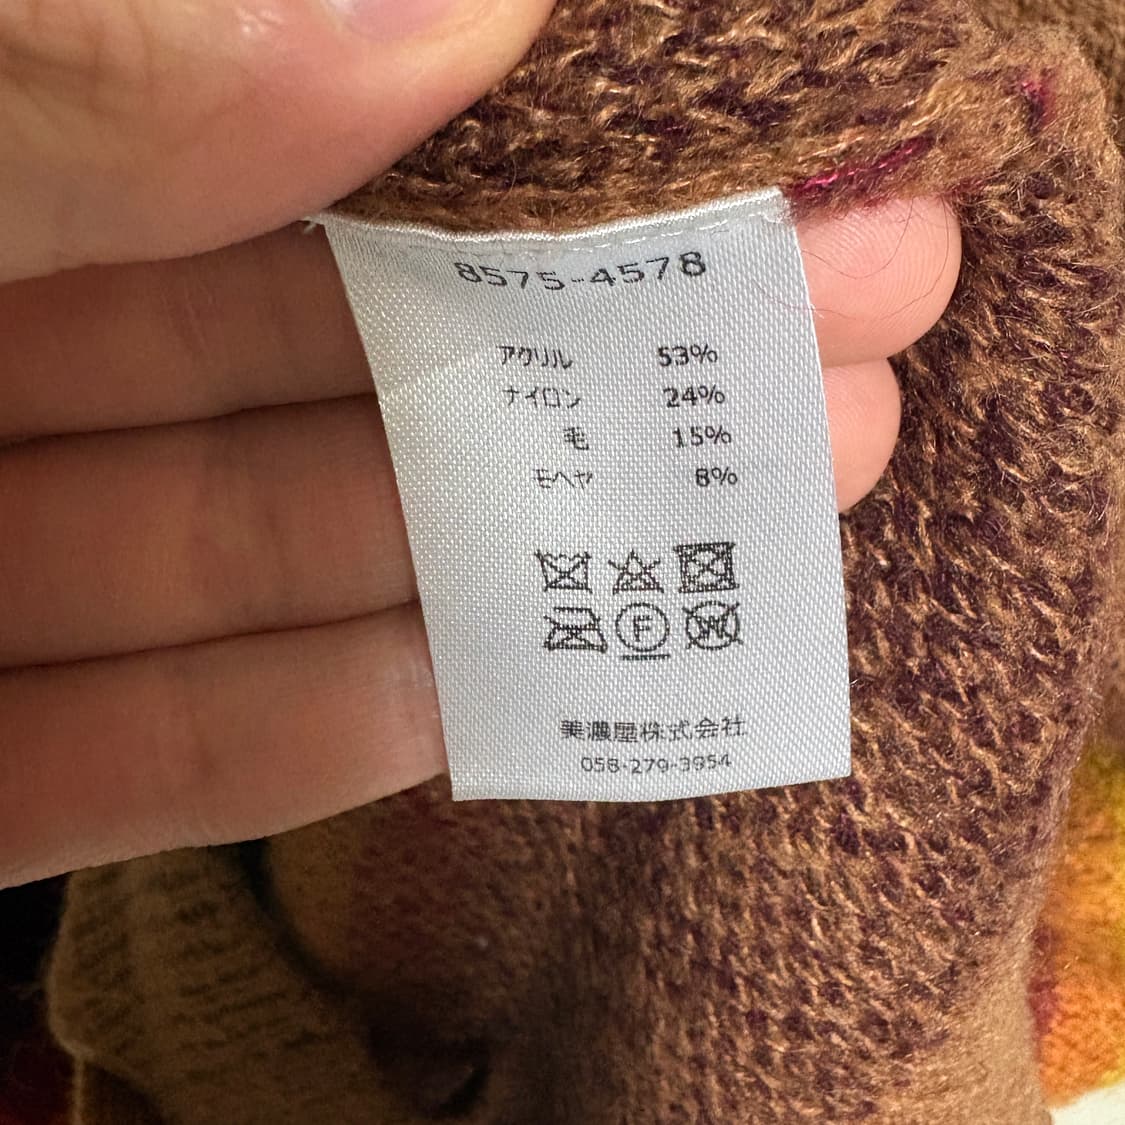 8575-4578
アクリル 53%
ナイロン 24%
毛 15%
モヘヤ 8%
F W
美濃屋株式会社
058-279-3954